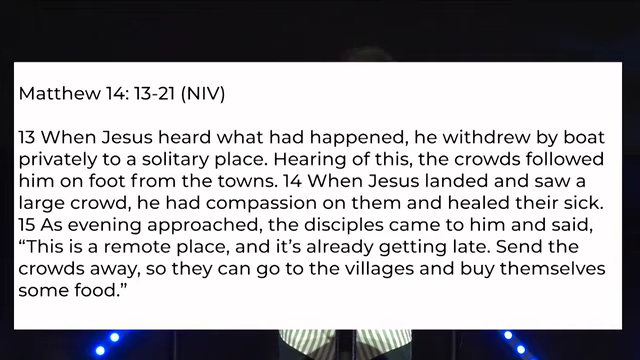 Matthew 14: 13-21 (NIV)
13 When Jesus heard what had happened, he withdrew by boat
privately to a solitary place. Hearing of this, the crowds followed
him on foot from the towns. 14 When Jesus landed and saw a
large crowd, he had compassion on them and healed their sick.
15 As evening approached, the disciples came to him and said,
“This is a remote place, and it’s already getting late. Send the
crowds away, so they can go to the villages and buy themselves
some food.”